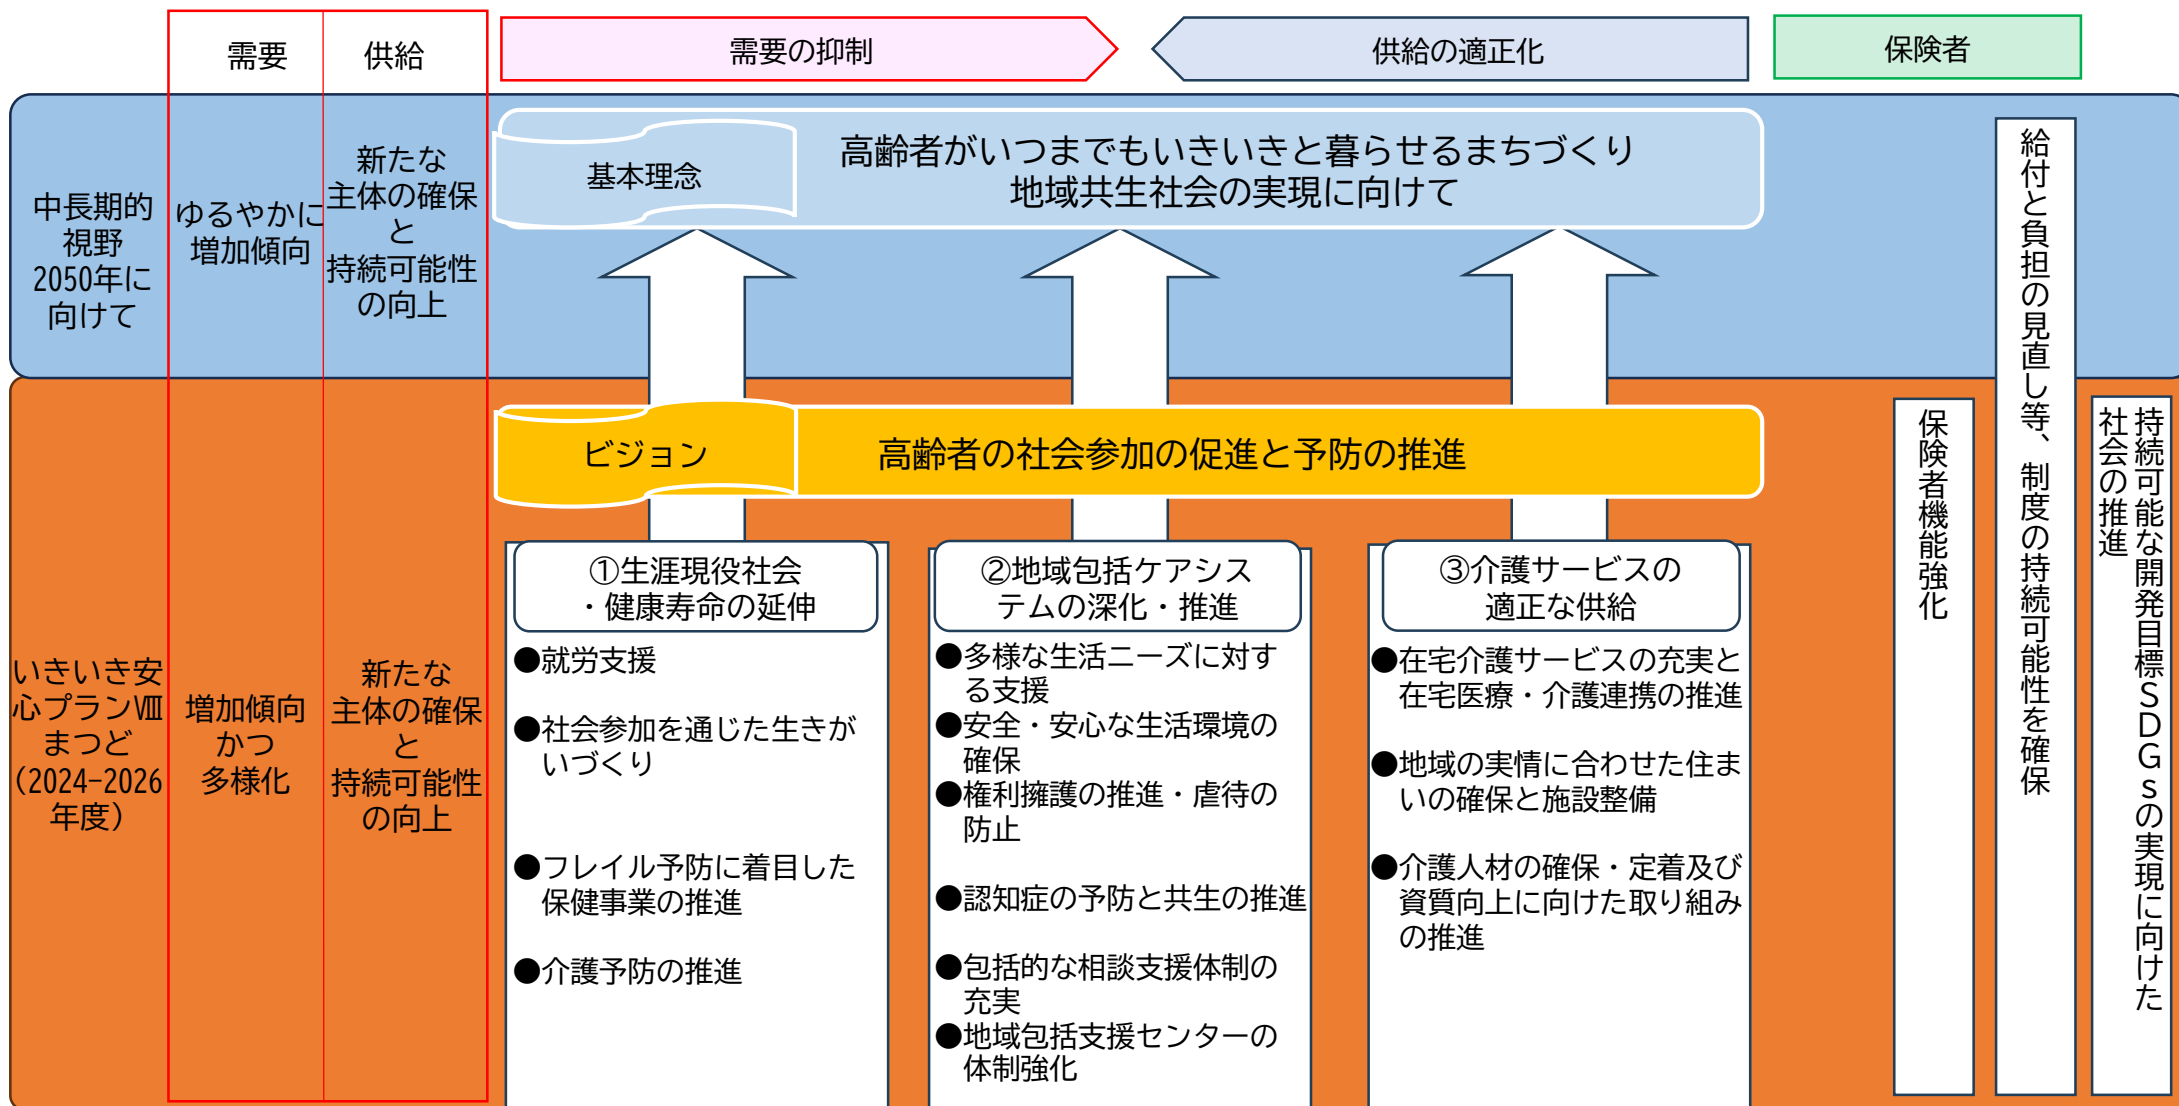 需要
供給
需要の抑制
供給の適正化
保険者
中長期的
視野
2050年に
向けて
ゆるやかに
増加傾向
新たな
主体の確保
と
持続可能性
の向上
基本理念
高齢者がいつまでもいきいきと暮らせるまちづくり
地域共生社会の実現に向けて
いきいき安
心プランⅧ
まつど
(2024-2026
年度)
増加傾向
かつ
多様化
新たな
主体の確保
と
持続可能性
の向上
ビジョン
高齢者の社会参加の促進と予防の推進
①生涯現役社会
・健康寿命の延伸
●就労支援
●社会参加を通じた生きが
いづくり
●フレイル予防に着目した
保健事業の推進
●介護予防の推進
②地域包括ケアシス
テムの深化・推進
●多様な生活ニーズに対す
る支援
●安全・安心な生活環境の
確保
●権利擁護の推進・虐待の
防止
●認知症の予防と共生の推進
●包括的な相談支援体制の
充実
●地域包括支援センターの
体制強化
③介護サービスの
適正な供給
●在宅介護サービスの充実と
在宅医療・介護連携の推進
●地域の実情に合わせた住ま
いの確保と施設整備
●介護人材の確保・定着及び
資質向上に向けた取り組み
の推進
保険者機能強化
給付と負担の見直し等、制度の持続可能性を確保
持続可能な開発目標ＳＤＧｓの実現に向けた
社会の推進